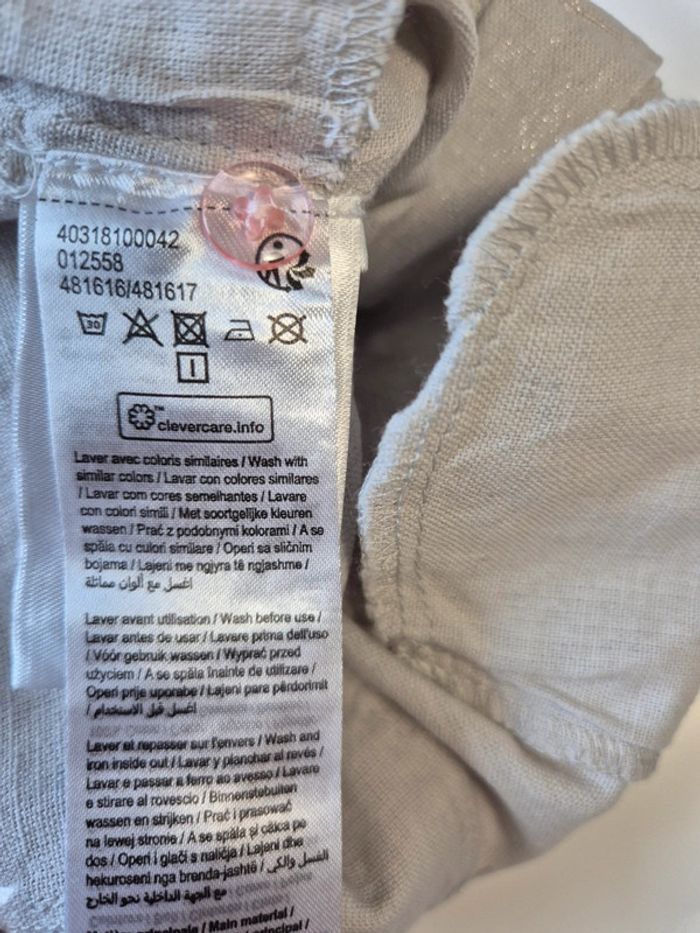 40318100042
012558
481616/481617
30
clevercare.info
Laver avec coloris similaires / Wash with
similar colors / Lavar con colores similares
/ Lavar com cores semelhantes / Lavare
con colori simili / Met soortgelijke kleuren
wassen / Prać z podobnymi kolorami / A se
spăla cu culori similare / Operi sa sličnim
bojama / Lajeni me ngjyra të ngjashme /
اغسل مع ألوان مماثلة
Laver avant utilisation / Wash before use /
Lavar antes de usar / Lavare prima dell'uso
/ Vóór gebruik wassen / Wyprać przed
użyciem / A se spăla înainte de utilizare /
Operi prije uporabe / Lajeni para përdorimit
/ اغسل قبل الاستخدام
Laver et repasser sur l'envers / Wash and
iron inside out / Lavar y planchar al revés /
Lavar e passar a ferro ao avesso / Lavare
e stirare al rovescio / Binnenstebuiten
wassen en strijken / Prać i prasować
na lewej stronie / A se spăla și călca pe
dos / Operi i glači s naličja / Lajeni dhe
hekuroseni nga brenda-jashtë / الغسل والكي
مع الجهة الداخلية نحو الخارج
Matière principale / Main material /
principal /